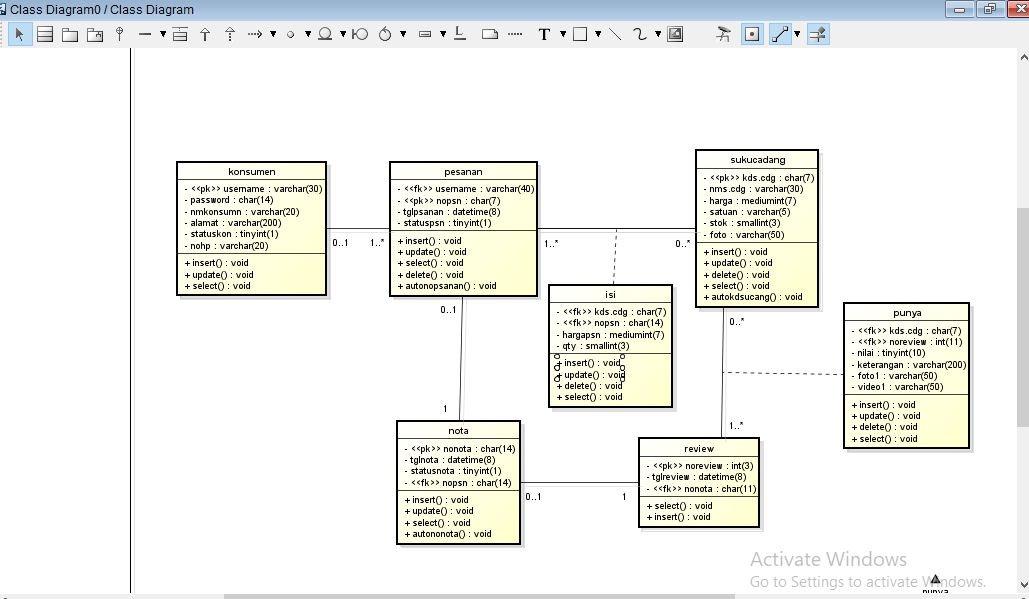 Class Diagram0 / Class Diagram
T
konsumen
- <<pk>> username : varchar(30)
- password : char(14)
- nmkonsumn : varchar(20)
- alamat : varchar(200)
- statuskon : tinyint(1)
- nohp : varchar(20)
+ insert() : void
+ update() : void
+ select() : void
0..1
1..*
pesanan
- <<fk>> username : varchar(40)
- <<pk>> nopsn : char(7)
- tglpsanan : datetime(8)
- statuspsn : tinyint(1)
+ insert() : void
+ update() : void
+ select() : void
+ delete() : void
+ autonopsanan() : void
1..*
0..*
sukucadang
- <<pk>> kds.cdg : char(7)
- nms.cdg : varchar(30)
- harga : mediumint(7)
- satuan : varchar(5)
- stok : smallint(3)
- foto : varchar(50)
+ insert() : void
+ update() : void
+ delete() : void
+ select() : void
+ autokdsucang() : void
isi
- <<fk>> kds.cdg : char(7)
- <<fk>> nopsn : char(14)
- hargapsn : mediumint(7)
- qty : smallint(3)
+ insert() : void
+ update() : void
+ delete() : void
+ select() : void
0..1
1
0..*
1..*
punya
- <<fk>> kds.cdg : char(7)
- <<fk>> noreview : int(11)
- nilai : tinyint(10)
- keterangan : varchar(200)
- foto1 : varchar(50)
- video1 : varchar(50)
+ insert() : void
+ update() : void
+ delete() : void
+ select() : void
nota
- <<pk>> nonota : char(14)
- tglnota : datetime(8)
- statusnota : tinyint(1)
- <<fk>> nopsn : char(14)
+ insert() : void
+ update() : void
+ select() : void
+ autononota() : void
0..1
1
review
- <<pk>> noreview : int(3)
- tglreview : datetime(8)
- <<fk>> nonota : char(11)
+ select() : void
+ insert() : void
Activate Windows
Go to Settings to activate Windows.
punya